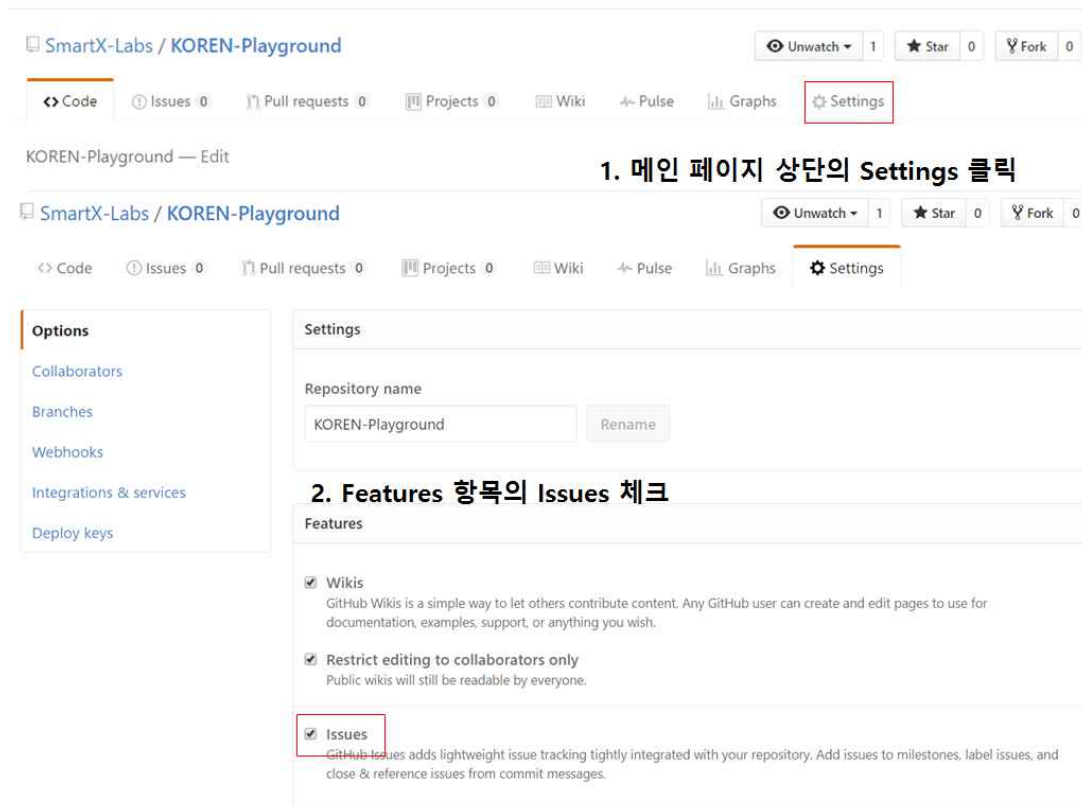 SmartX-Labs / KOREN-Playground
Unwatch 1 Star 0 Fork 0
Code Issues 0 Pull requests 0 Projects 0 Wiki Pulse Graphs Settings
KOREN-Playground — Edit
1. 메인 페이지 상단의 Settings 클릭
SmartX-Labs / KOREN-Playground
Unwatch 1 Star 0 Fork 0
Code Issues 0 Pull requests 0 Projects 0 Wiki Pulse Graphs Settings
Options
Collaborators
Branches
Webhooks
Integrations & services
Deploy keys
Settings
Repository name
KOREN-Playground Rename
2. Features 항목의 Issues 체크
Features
Wikis
GitHub Wikis is a simple way to let others contribute content. Any GitHub user can create and edit pages to use for
documentation, examples, support, or anything you wish.
Restrict editing to collaborators only
Public wikis will still be readable by everyone.
Issues
GitHub Issues adds lightweight issue tracking tightly integrated with your repository. Add issues to milestones, label issues, and
close & reference issues from commit messages.